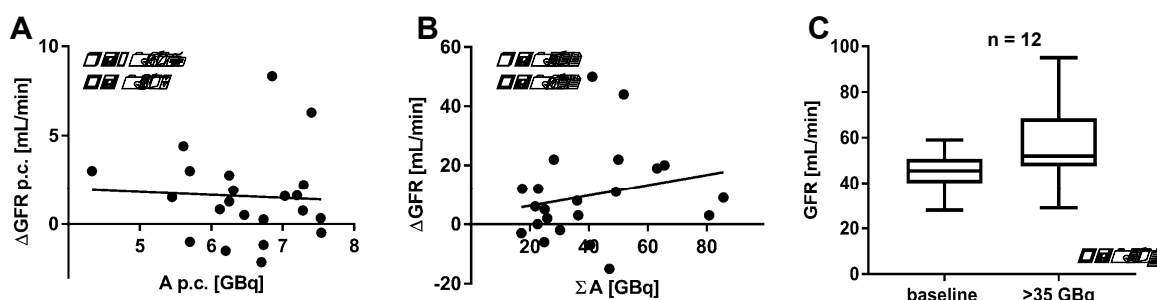 A
ΔGFR p.c. [mL/min]
10
5
0
5
6
7
8
A p.c. [GBq]
B
ΔGFR [mL/min]
60
40
20
0
-20
20
40
60
80
ΣA [GBq]
C
n = 12
GFR [mL/min]
100
80
60
40
20
0
baseline
>35 GBq